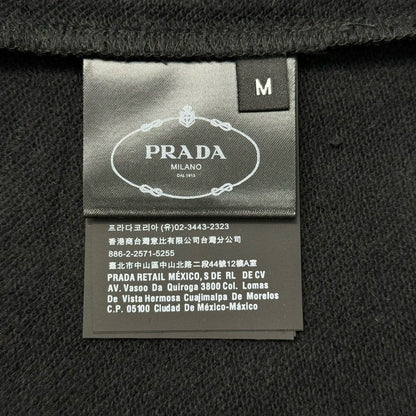 M
PRADA
MILANO
DAL 1913
프라다코리아 (유) 02-3443-2323
香港商台灣意比有限公司台灣分公司
886-2-2571-5255
臺北市中山區中山北路二段44號12樓A室
PRADA RETAIL MÉXICO, S DE RL DE CV
AV. Vasoo Da Quiroga 3800 Col. Lomas
De Vista Hermosa Cuajimalpa De Morelos
C.P. 05100 Ciudad De México-México